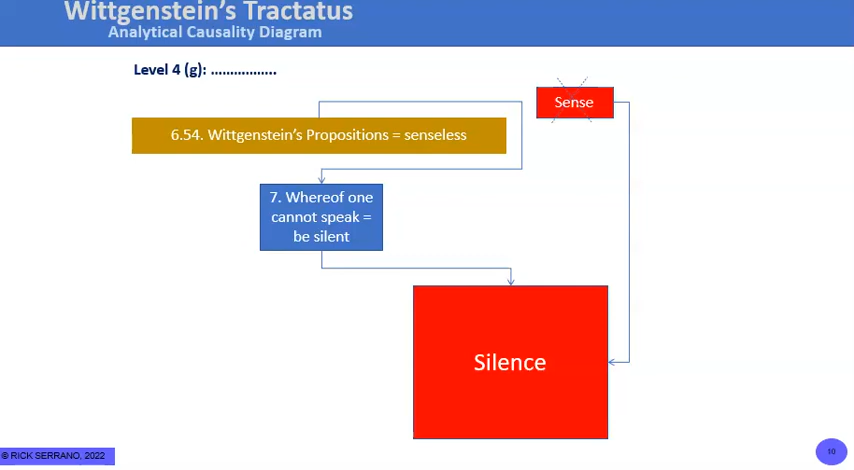 Wittgenstein's Tractatus
Analytical Causality Diagram
Level 4 (g): ................
Sense
6.54. Wittgenstein's Propositions = senseless
7. Whereof one
cannot speak =
be silent
Silence
© RICK SERRANO, 2022
10